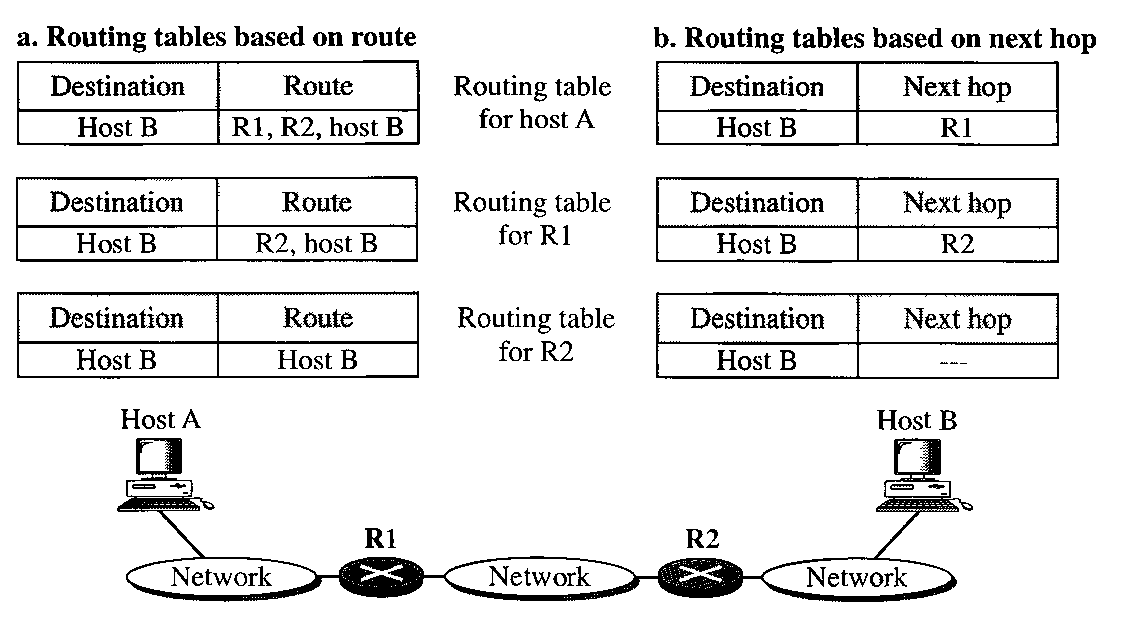 a. Routing tables based on route
b. Routing tables based on next hop
Destination Route
Host B R1, R2, host B
Routing table
for host A
Destination Next hop
Host B R1
Destination Route
Host B R2, host B
Routing table
for R1
Destination Next hop
Host B R2
Destination Route
Host B Host B
Routing table
for R2
Destination Next hop
Host B ---
Host A
Host B
R1
R2
Network
Network
Network